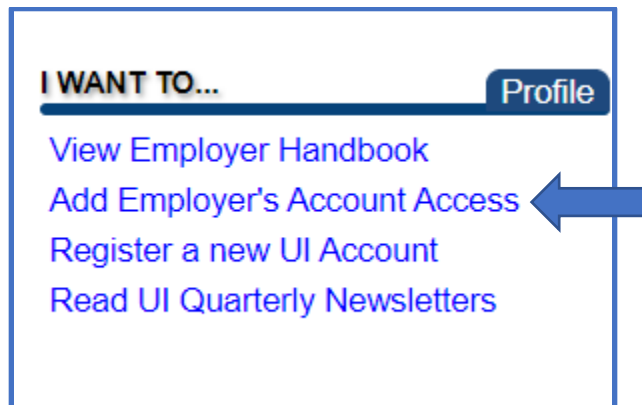 I WANT TO...
Profile
View Employer Handbook
Add Employer's Account Access
Register a new UI Account
Read UI Quarterly Newsletters